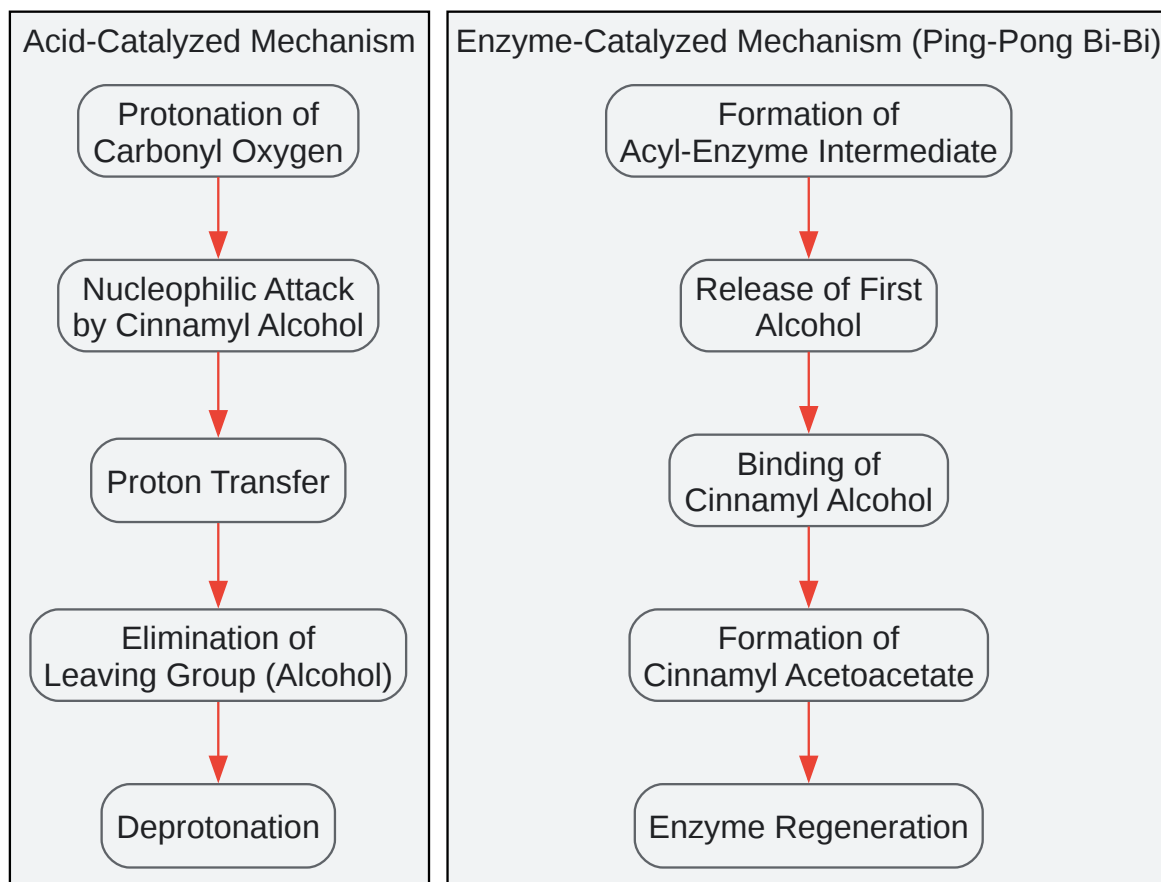 Acid-Catalyzed Mechanism
Protonation of
Carbonyl Oxygen
Nucleophilic Attack
by Cinnamyl Alcohol
Proton Transfer
Elimination of
Leaving Group (Alcohol)
Deprotonation
Enzyme-Catalyzed Mechanism (Ping-Pong Bi-Bi)
Formation of
Acyl-Enzyme Intermediate
Release of First
Alcohol
Binding of
Cinnamyl Alcohol
Formation of
Cinnamyl Acetoacetate
Enzyme Regeneration